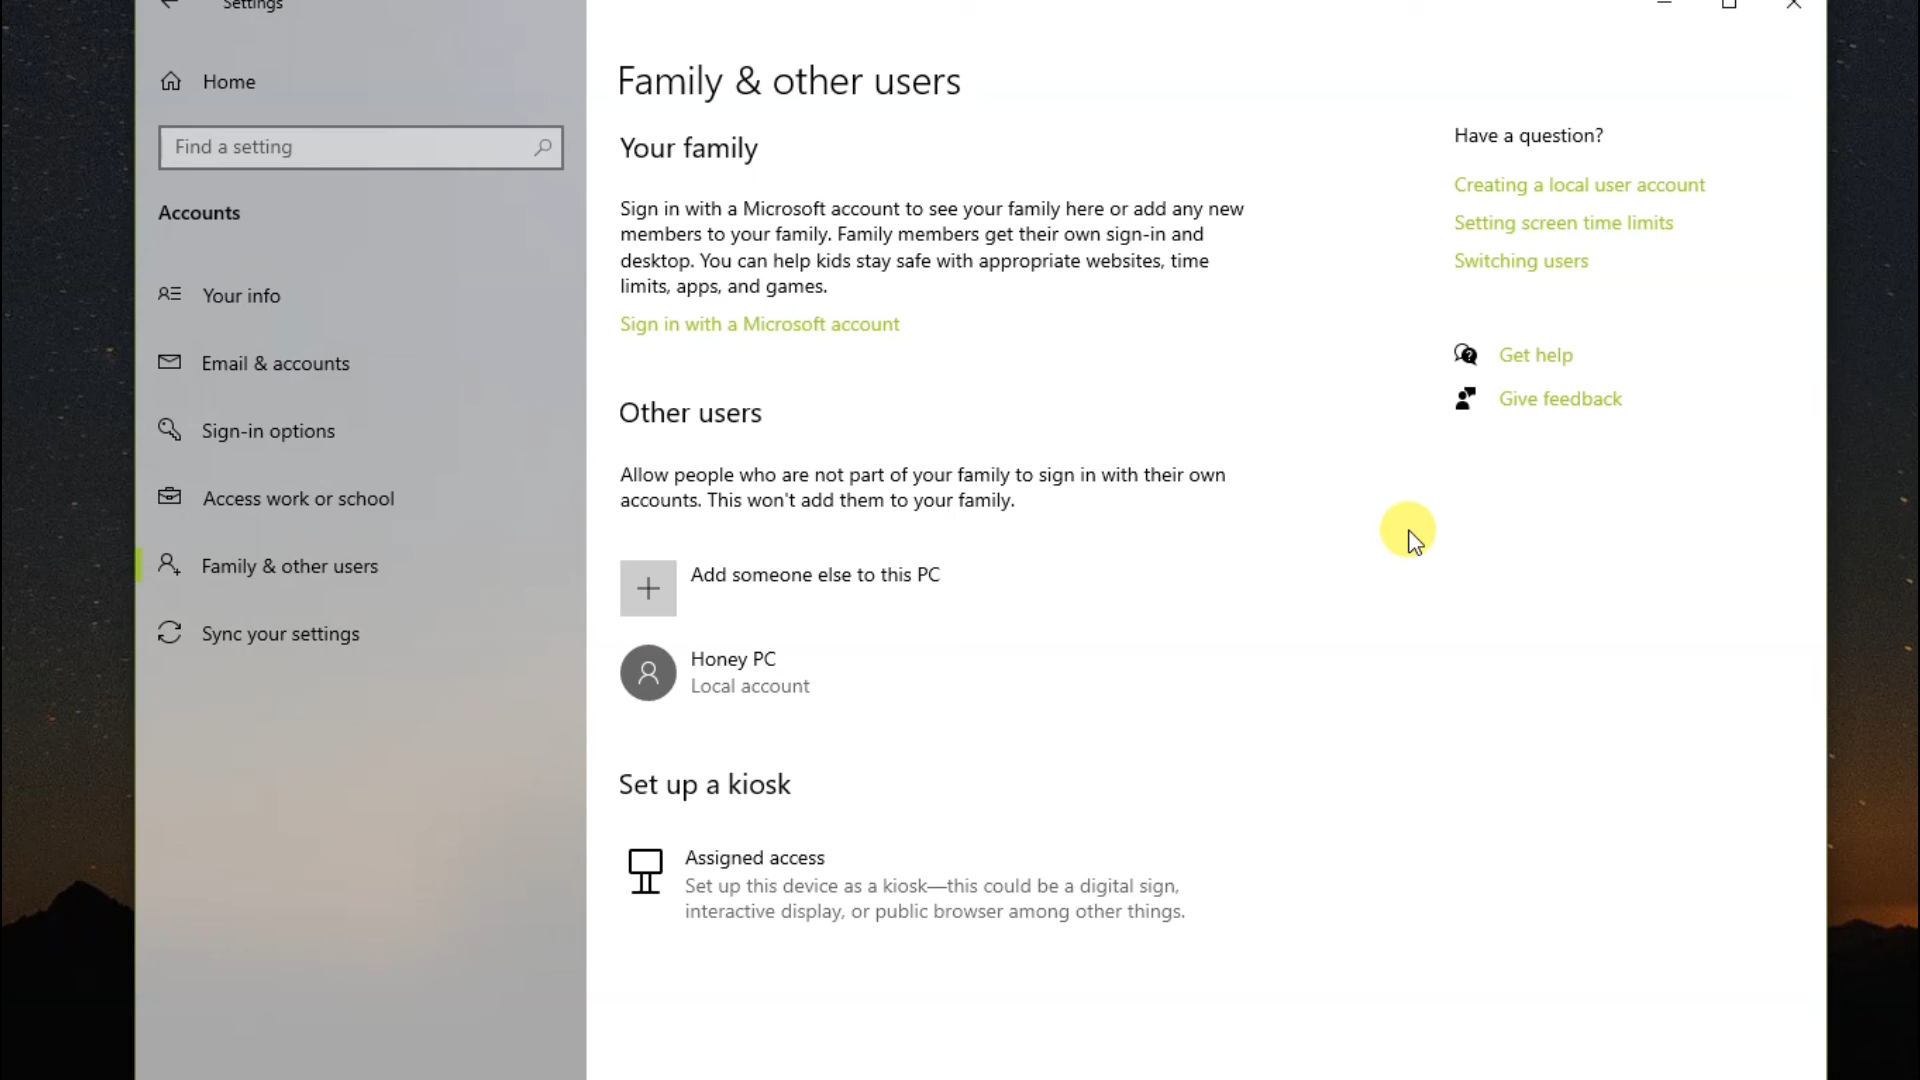 Settings
Home
Find a setting
Accounts
Your info
Email & accounts
Sign-in options
Access work or school
Family & other users
Sync your settings
Family & other users
Your family
Sign in with a Microsoft account to see your family here or add any new
members to your family. Family members get their own sign-in and
desktop. You can help kids stay safe with appropriate websites, time
limits, apps, and games.
Sign in with a Microsoft account
Other users
Allow people who are not part of your family to sign in with their own
accounts. This won't add them to your family.
Add someone else to this PC
Honey PC
Local account
Set up a kiosk
Assigned access
Set up this device as a kiosk—this could be a digital sign,
interactive display, or public browser among other things.
Have a question?
Creating a local user account
Setting screen time limits
Switching users
Get help
Give feedback